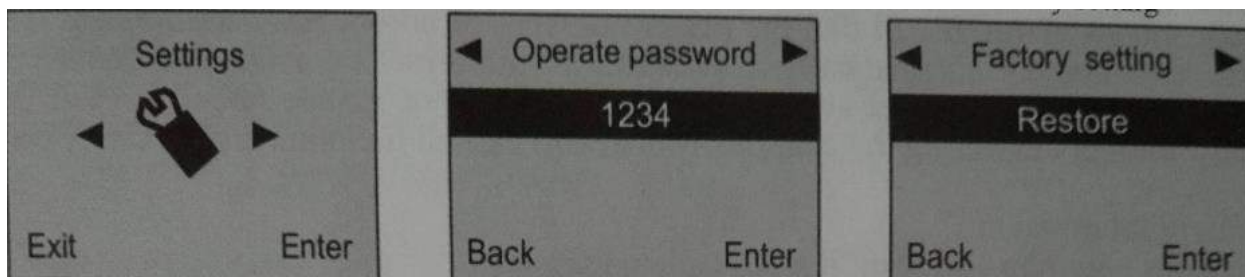 Settings
Exit Enter
Operate password
1234
Back Enter
Factory setting
Restore
Back Enter